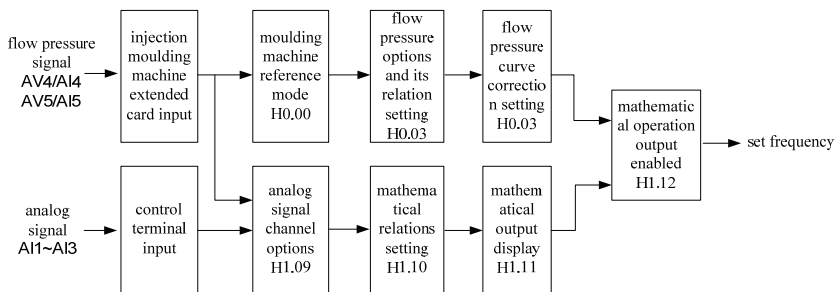 flow pressure
signal
AV4/AI4
AV5/AI5
injection
moulding
machine
extended
card input
moulding
machine
reference
mode
H0.00
flow
pressure
options
and its
relation
setting
H0.03
flow
pressure
curve
correctio
n setting
H0.03
mathematic
al operation
output
enabled
H1.12
set frequency
analog
signal
AI1~AI3
control
terminal
input
analog
signal
channel
options
H1.09
mathema
tical
relations
setting
H1.10
mathem
atical
output
display
H1.11